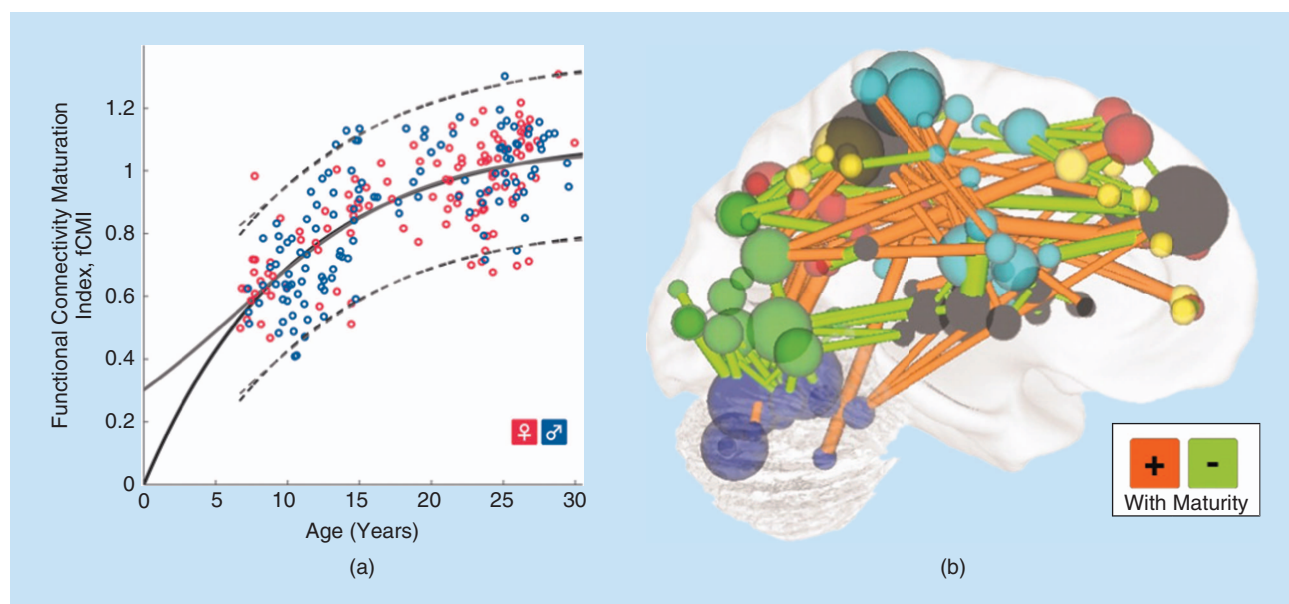 Functional Connectivity Maturation
Index, fCMI
1.2
1
0.8
0.6
0.4
0.2
0
0 5 10 15 20 25 30
Age (Years)
♀ ♂
(a)
+ -
With Maturity
(b)